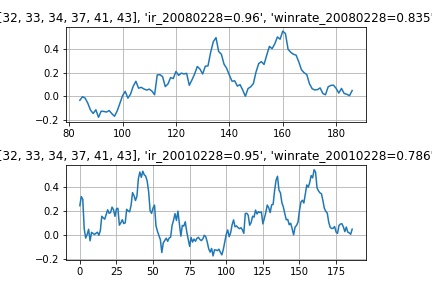 [32, 33, 34, 37, 41, 43], 'ir_20080228=0.96', 'winrate_20080228=0.835'
0.4
0.2
0.0
−0.2
80 100 120 140 160 180
[32, 33, 34, 37, 41, 43], 'ir_20010228=0.95', 'winrate_20010228=0.786'
0.4
0.2
0.0
−0.2
0 25 50 75 100 125 150 175